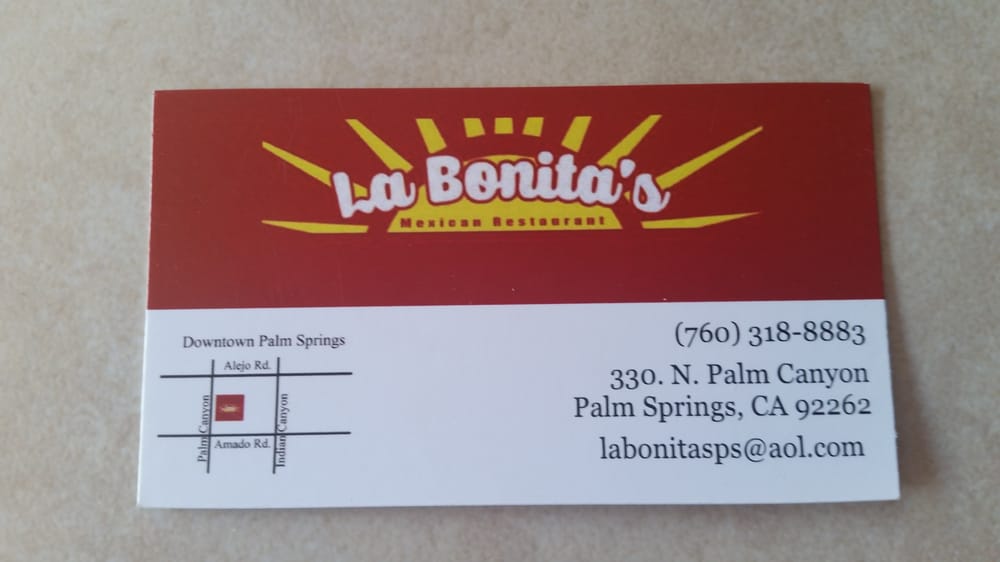 La Bonita's
Mexican Restaurant
Downtown Palm Springs
Alejo Rd.
Palm Canyon
Indian Canyon
Amado Rd.
(760) 318-8883
330. N. Palm Canyon
Palm Springs, CA 92262
labonitasps@aol.com